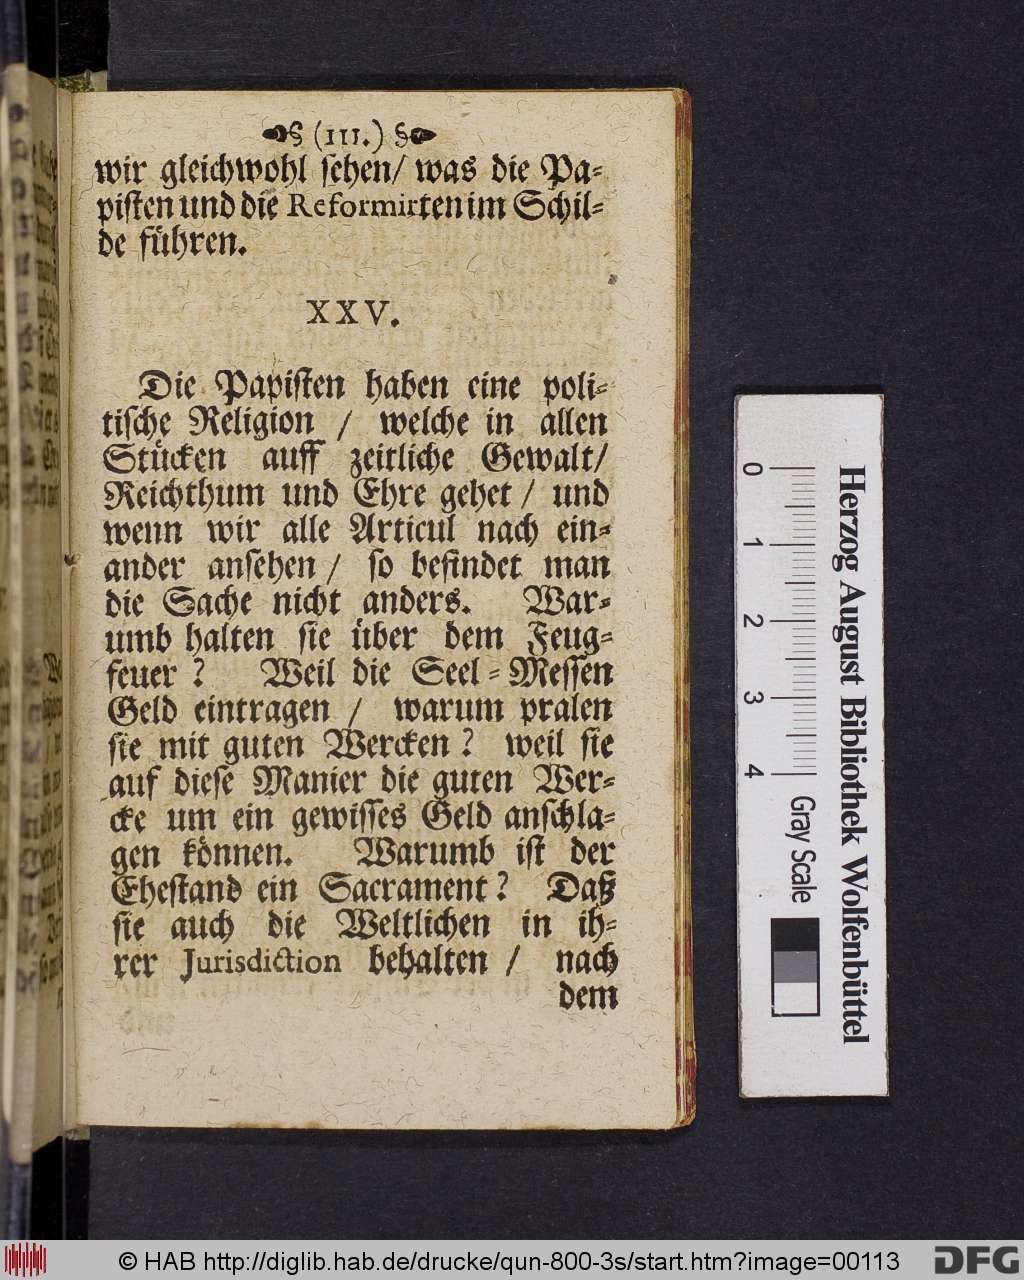 § (111.) §
wir gleichwohl sehen/ was die Pa-
pisten und die Reformirten im Schil-
de führen.
XXV.
Die Papisten haben eine poli-
tische Religion / welche in allen
Stücken auff zeitliche Gewalt/
Reichthum und Ehre gehet / und
wenn wir alle Articul nach ein-
ander ansehen / so befindet man
die Sache nicht anders. War-
umb halten sie über dem Feug-
feuer ? Weil die Seel-Messen
Geld eintragen / warum pralen
sie mit guten Wercken ? weil sie
auf diese Manier die guten Wer-
cke um ein gewisses Geld anschla-
gen können. Warumb ist der
Ehestand ein Sacrament ? Daß
sie auch die Weltlichen in ih-
rer Jurisdiction behalten / nach
dem
0 1 2 3 4
Gray Scale
Herzog August Bibliothek Wolfenbüttel
© HAB http://diglib.hab.de/drucke/qun-800-3s/start.htm?image=00113
DFG